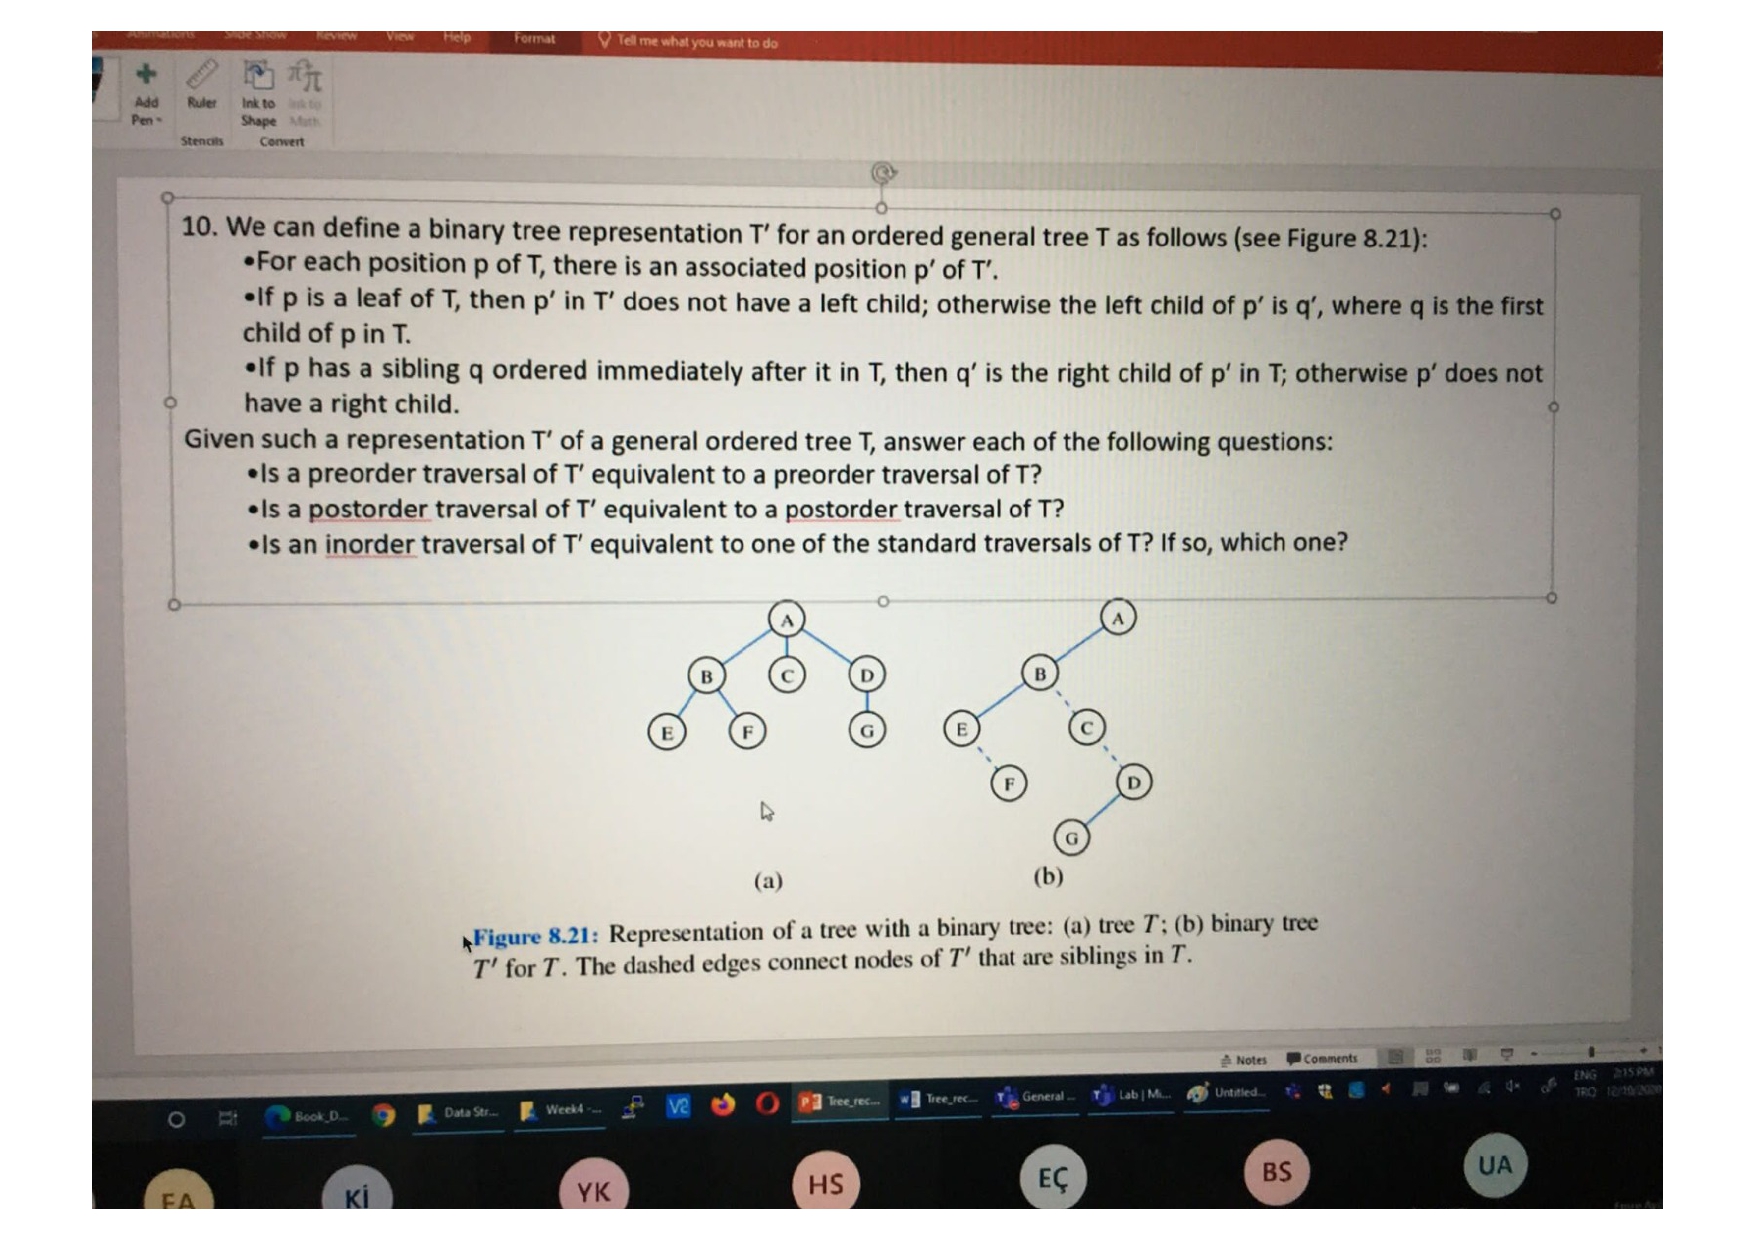 Animations Slide Show Review View Help Format Tell me what you want to do
Add Pen
Ruler
Ink to Shape
Ink to Math
Stencils
Convert
10. We can define a binary tree representation T′ for an ordered general tree T as follows (see Figure 8.21):
•For each position p of T, there is an associated position p′ of T′.
•If p is a leaf of T, then p′ in T′ does not have a left child; otherwise the left child of p′ is q′, where q is the first
child of p in T.
•If p has a sibling q ordered immediately after it in T, then q′ is the right child of p′ in T; otherwise p′ does not
have a right child.
Given such a representation T′ of a general ordered tree T, answer each of the following questions:
•Is a preorder traversal of T′ equivalent to a preorder traversal of T?
•Is a postorder traversal of T′ equivalent to a postorder traversal of T?
•Is an inorder traversal of T′ equivalent to one of the standard traversals of T? If so, which one?
A
B C D
E F G
A
B
E C
F D
G
(a) (b)
Figure 8.21: Representation of a tree with a binary tree: (a) tree T; (b) binary tree
T′ for T. The dashed edges connect nodes of T′ that are siblings in T.
Notes Comments
Book_D... Data Str... Week4 -... V2 Tree_rec... Tree_rec... General ... Lab | Mi... Untitled... ENG 2:15 PM
EA Kİ YK HS EÇ BS UA